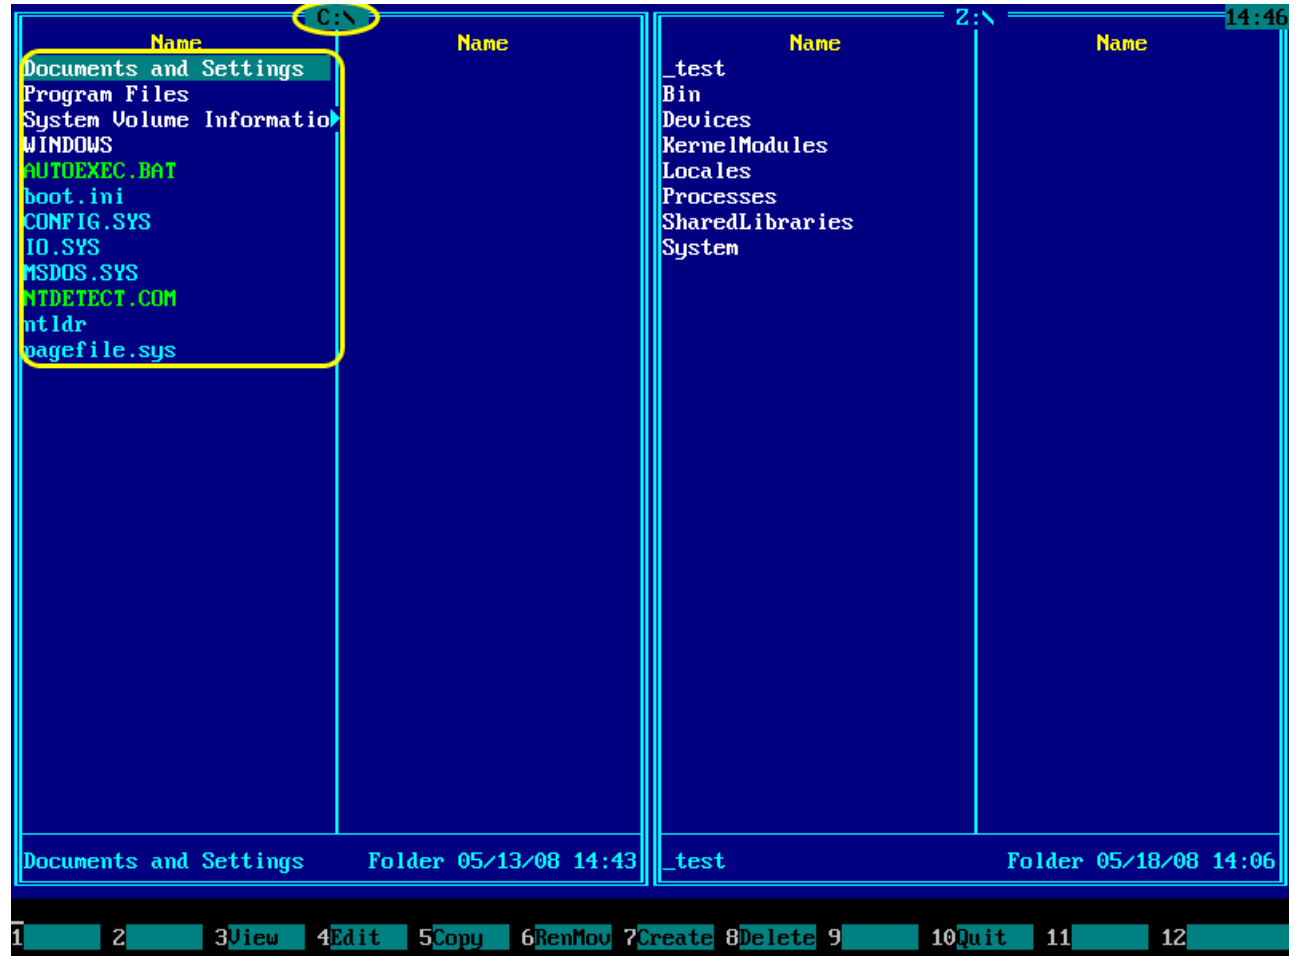 C:\
Name Name
Documents and Settings
Program Files
System Volume Informatio
WINDOWS
AUTOEXEC.BAT
boot.ini
CONFIG.SYS
IO.SYS
MSDOS.SYS
NTDETECT.COM
ntldr
pagefile.sys
Documents and Settings Folder 05/13/08 14:43
Z:\ 14:46
Name Name
_test
Bin
Devices
KernelModules
Locales
Processes
SharedLibraries
System
_test Folder 05/18/08 14:06
1 2 3View 4Edit 5Copy 6RenMov 7Create 8Delete 9 10Quit 11 12